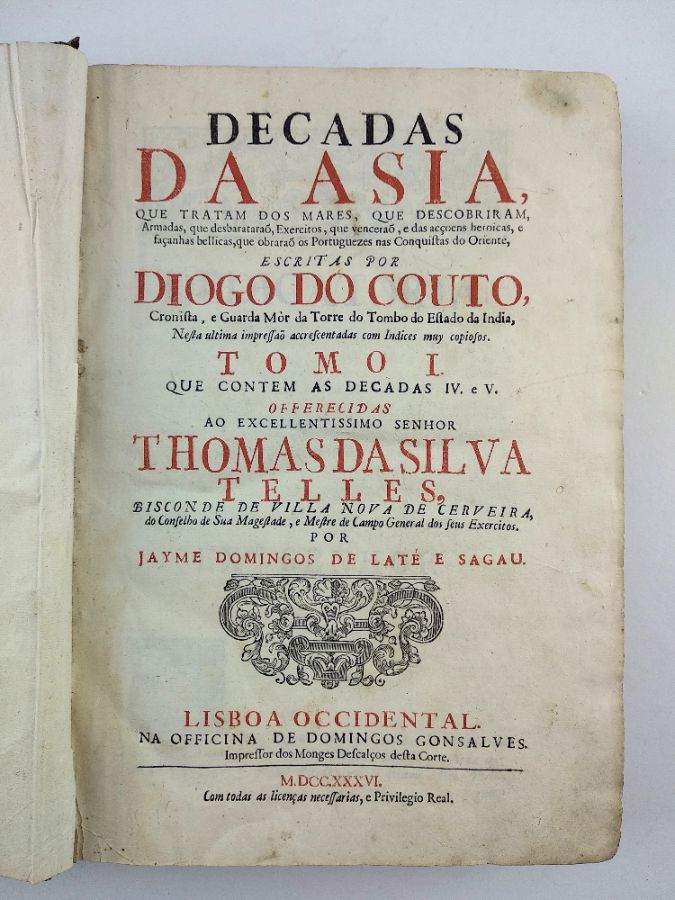 DECADAS
DA ASIA,
QUE TRATAM DOS MARES, QUE DESCOBRIRAM,
Armadas, que desbarataraõ, Exercitos, que venceraõ, e das acçoens heroicas, e
façanhas bellicas, que obraraõ os Portuguezes nas Conquiſtas do Oriente,
ESCRITAS POR
DIOGO DO COUTO,
Croniſta, e Guarda Mòr da Torre do Tombo do Eſtado da India,
Neſta ultima impreſſaõ accreſcentadas com Indices muy copioſos.
TOMO I.
QUE CONTEM AS DECADAS IV. e V.
OFFERECIDAS
AO EXCELLENTISSIMO SENHOR
THOMAS DA SILVA
TELLES,
BISCONDE DE VILLA NOVA DE CERVEIRA,
do Conſelho de Sua Mageſtade, e Meſtre de Campo General dos ſeus Exercitos.
POR
JAYME DOMINGOS DE LATÉ E SAGAU.
LISBOA OCCIDENTAL.
NA OFFICINA DE DOMINGOS GONSALVES.
Impreſſor dos Monges Deſcalços deſta Corte.
M.DCC.XXXVI.
Com todas as licenças neceſſarias, e Privilegio Real.